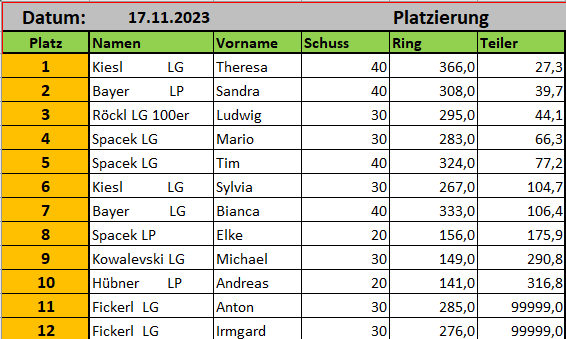 Datum: 17.11.2023 Platzierung
Platz Namen Vorname Schuss Ring Teiler
1 Kiesl LG Theresa 40 366,0 27,3
2 Bayer LP Sandra 40 308,0 39,7
3 Röckl LG 100er Ludwig 30 295,0 44,1
4 Spacek LG Mario 30 283,0 66,3
5 Spacek LG Tim 40 324,0 77,2
6 Kiesl LG Sylvia 30 267,0 104,7
7 Bayer LG Bianca 40 333,0 106,4
8 Spacek LP Elke 20 156,0 175,9
9 Kowalevski LG Michael 30 149,0 290,8
10 Hübner LP Andreas 20 141,0 316,8
11 Fickerl LG Anton 30 285,0 99999,0
12 Fickerl LG Irmgard 30 276,0 99999,0